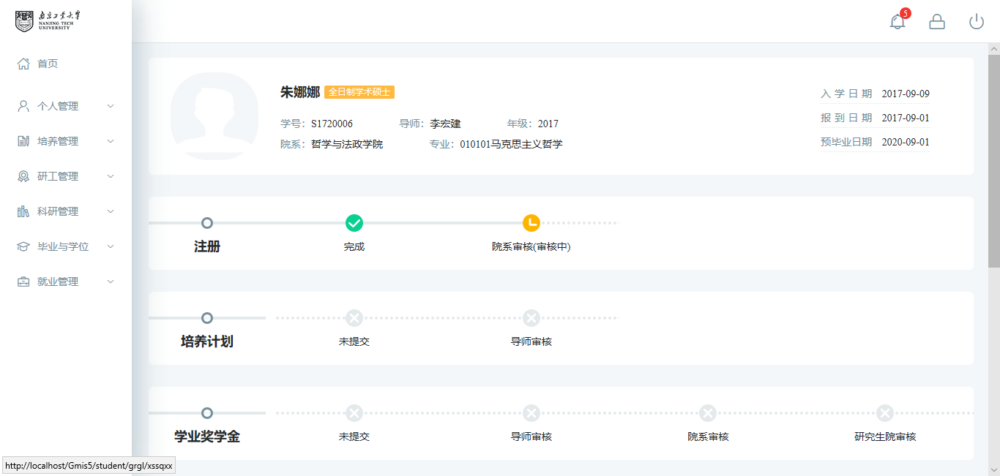 南京工业大学
NANJING TECH
UNIVERSITY
5
首页
个人管理
培养管理
研工管理
科研管理
毕业与学位
就业管理
朱娜娜 全日制学术硕士
学号： S1720006 导师： 李宏建 年级： 2017
院系： 哲学与法政学院 专业： 010101马克思主义哲学
入 学 日 期 2017-09-09
报 到 日 期 2017-09-01
预毕业日期 2020-09-01
注册 完成 院系审核(审核中)
培养计划 未提交 导师审核
学业奖学金 未提交 导师审核 院系审核 研究生院审核
http://localhost/Gmis5/student/grgl/xssqxx